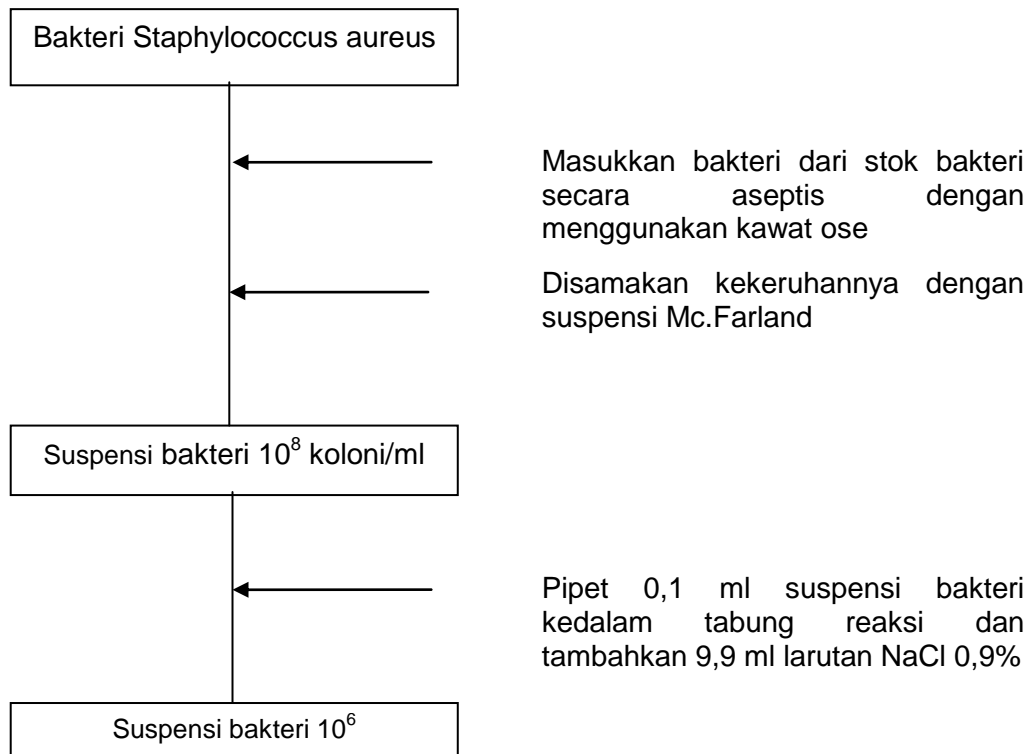 Bakteri Staphylococcus aureus
Masukkan bakteri dari stok bakteri
secara aseptis dengan
menggunakan kawat ose
Disamakan kekeruhannya dengan
suspensi Mc.Farland
Suspensi bakteri 10⁸ koloni/ml
Pipet 0,1 ml suspensi bakteri
kedalam tabung reaksi dan
tambahkan 9,9 ml larutan NaCl 0,9%
Suspensi bakteri 10⁶